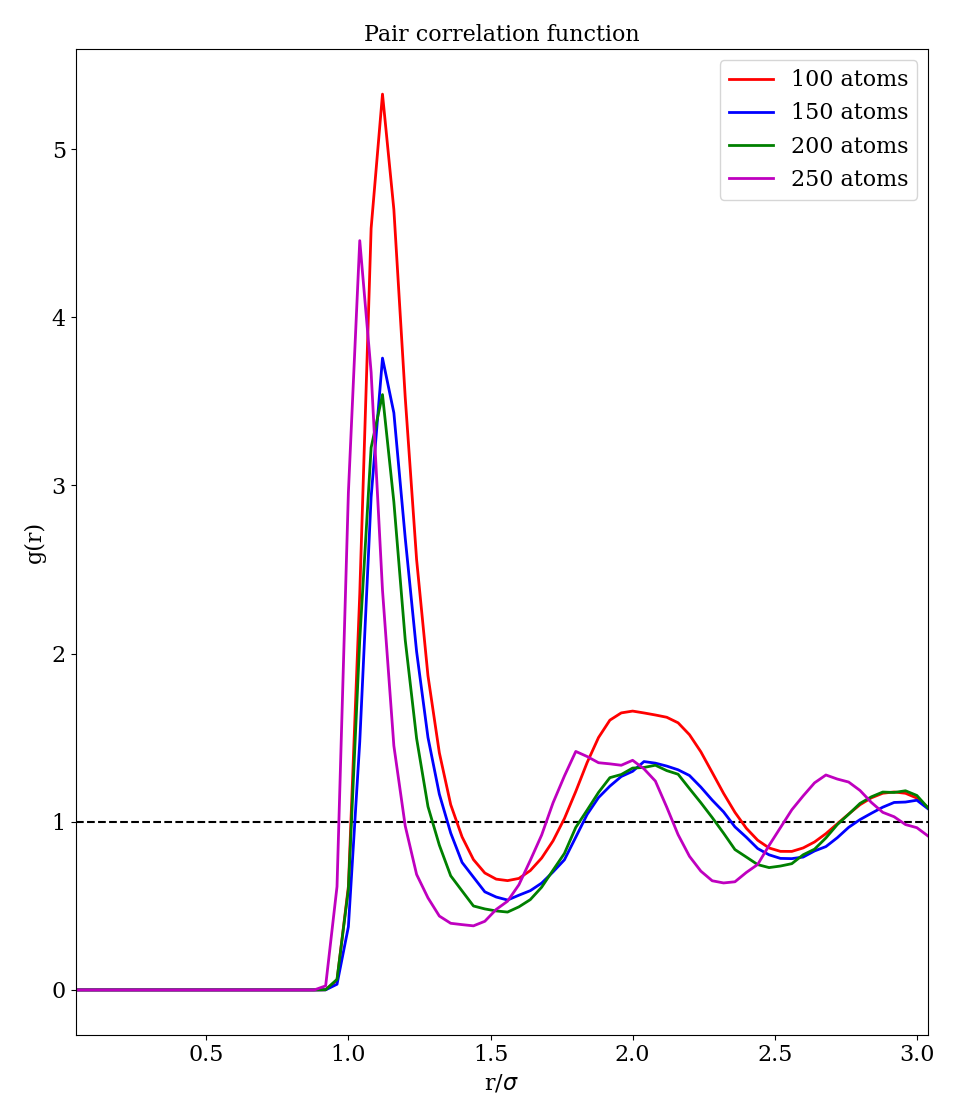 Pair correlation function
100 atoms
150 atoms
200 atoms
250 atoms
5
4
3
2
1
0
g(r)
0.5 1.0 1.5 2.0 2.5 3.0
r/σ